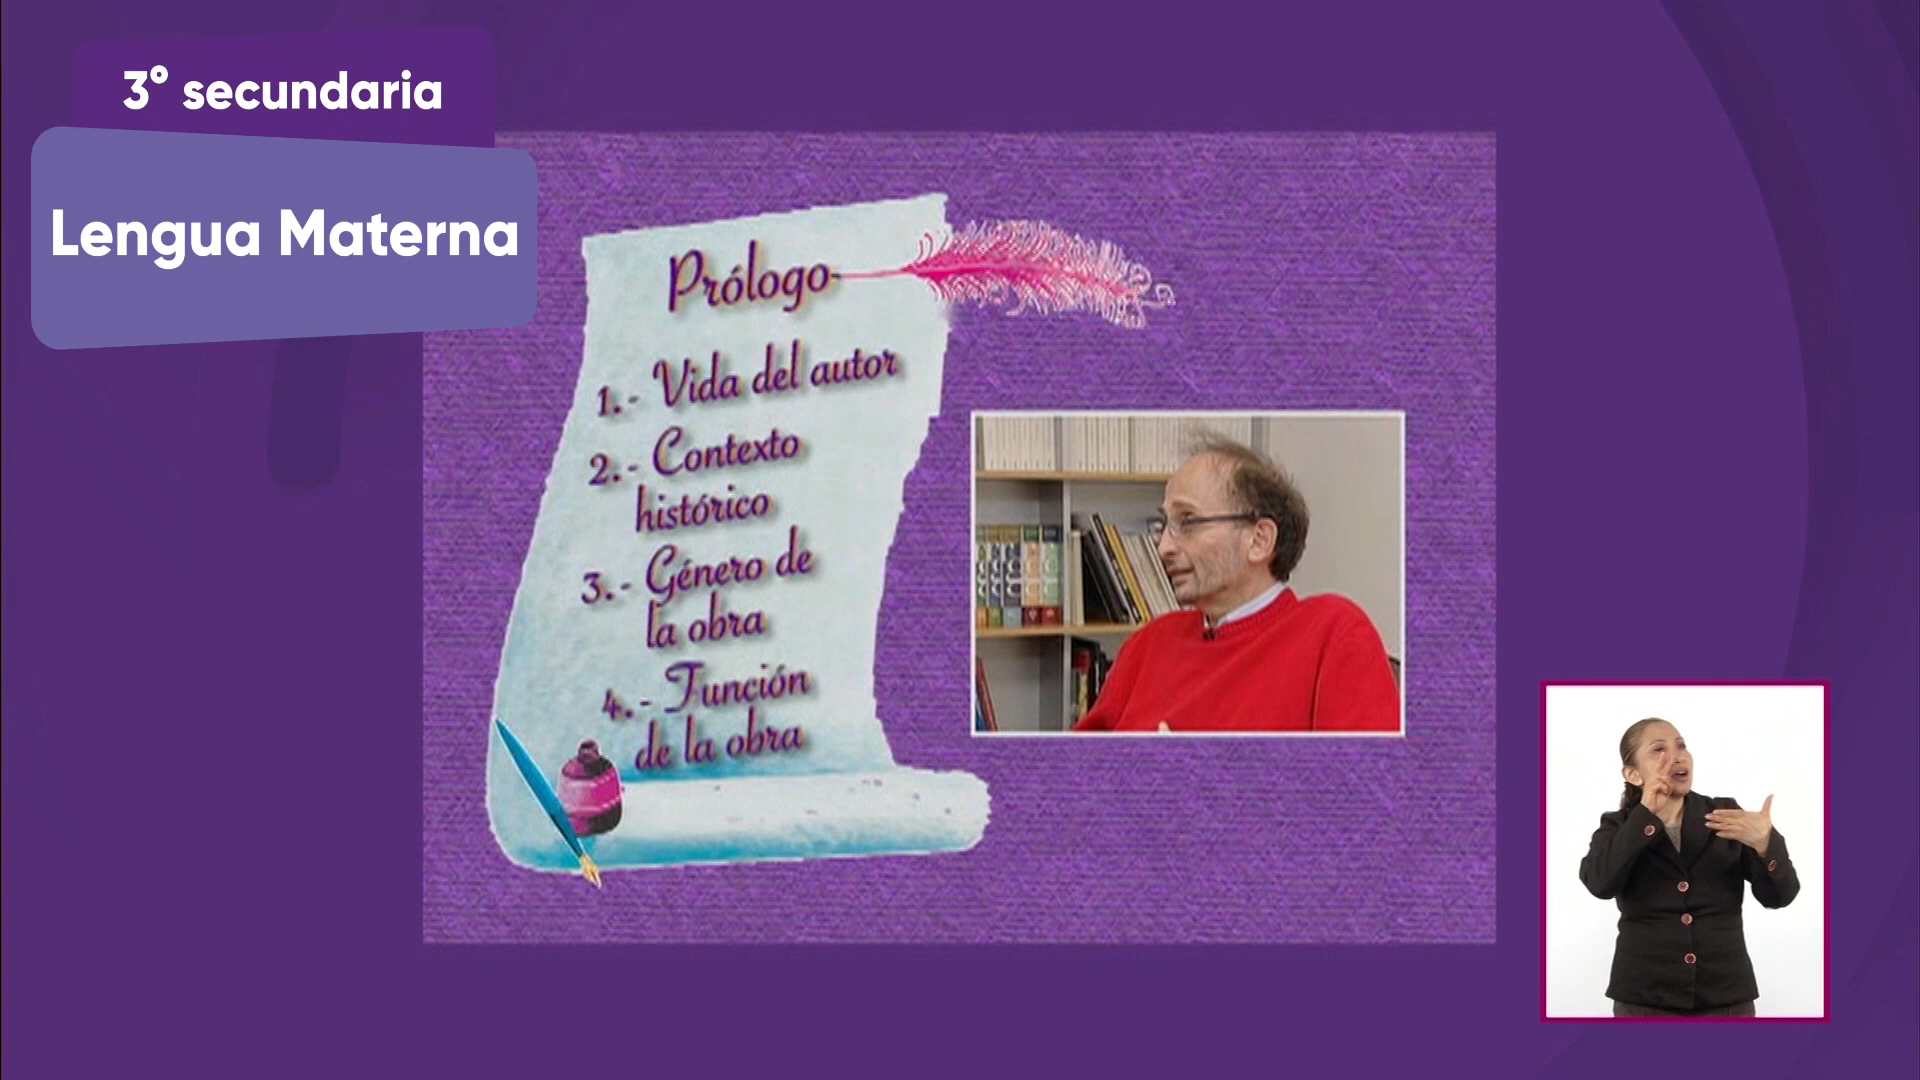 3° secundaria
Lengua Materna
Prólogo
1.- Vida del autor
2.- Contexto
histórico
3.- Género de
la obra
4.- Función
de la obra